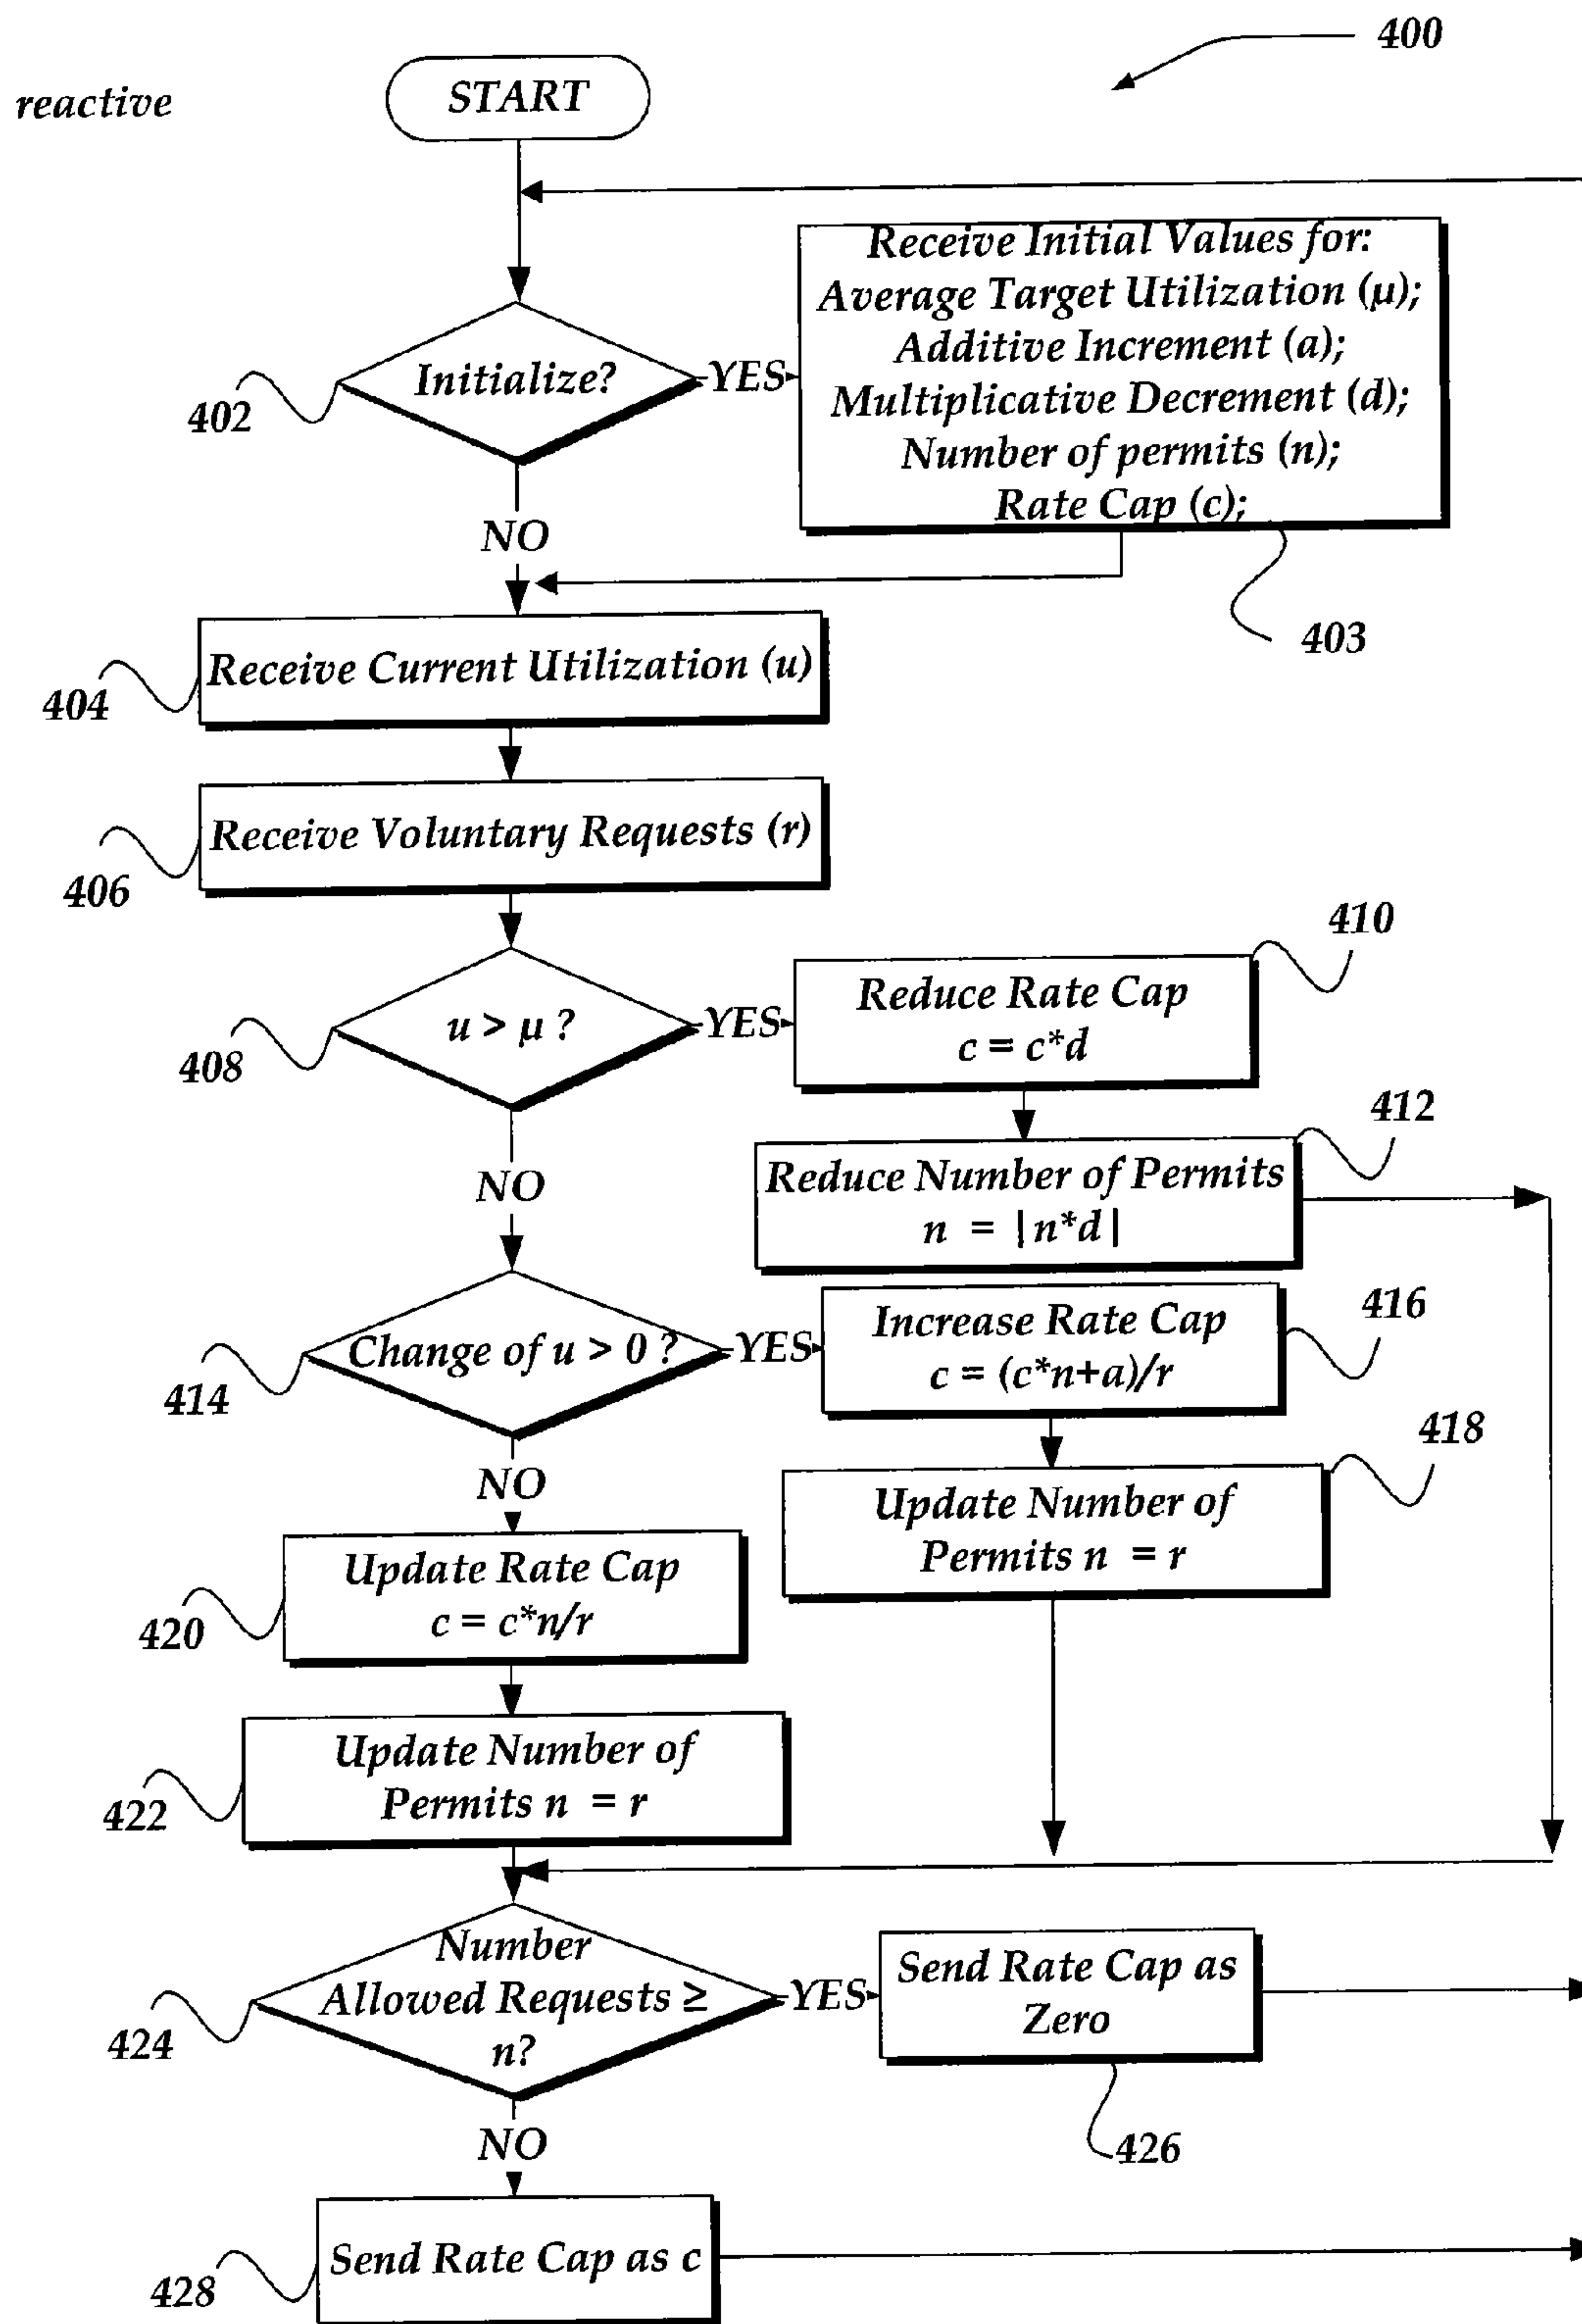 400
reactive
START
Receive Initial Values for:
Average Target Utilization (µ);
Additive Increment (a);
Multiplicative Decrement (d);
Number of permits (n);
Rate Cap (c);
Initialize?
YES
402
NO
403
Receive Current Utilization (u)
404
Receive Voluntary Requests (r)
406
410
Reduce Rate Cap
c = c*d
u > µ ?
YES
408
412
Reduce Number of Permits
n = |n*d|
NO
416
Increase Rate Cap
c = (c*n+a)/r
Change of u > 0 ?
YES
414
418
NO
Update Number of
Permits n = r
Update Rate Cap
c = c*n/r
420
Update Number of
Permits n = r
422
Number
Allowed Requests ≥
n?
YES
Send Rate Cap as
Zero
424
NO
426
Send Rate Cap as c
428